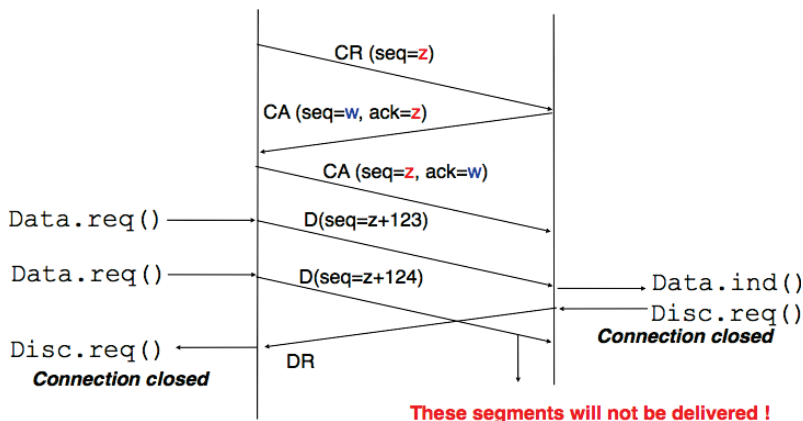 CR (seq=z)
CA (seq=w, ack=z)
CA (seq=z, ack=w)
Data.req()
D(seq=z+123)
Data.req()
D(seq=z+124)
Data.ind()
Disc.req()
Connection closed
Disc.req()
DR
Connection closed
These segments will not be delivered !